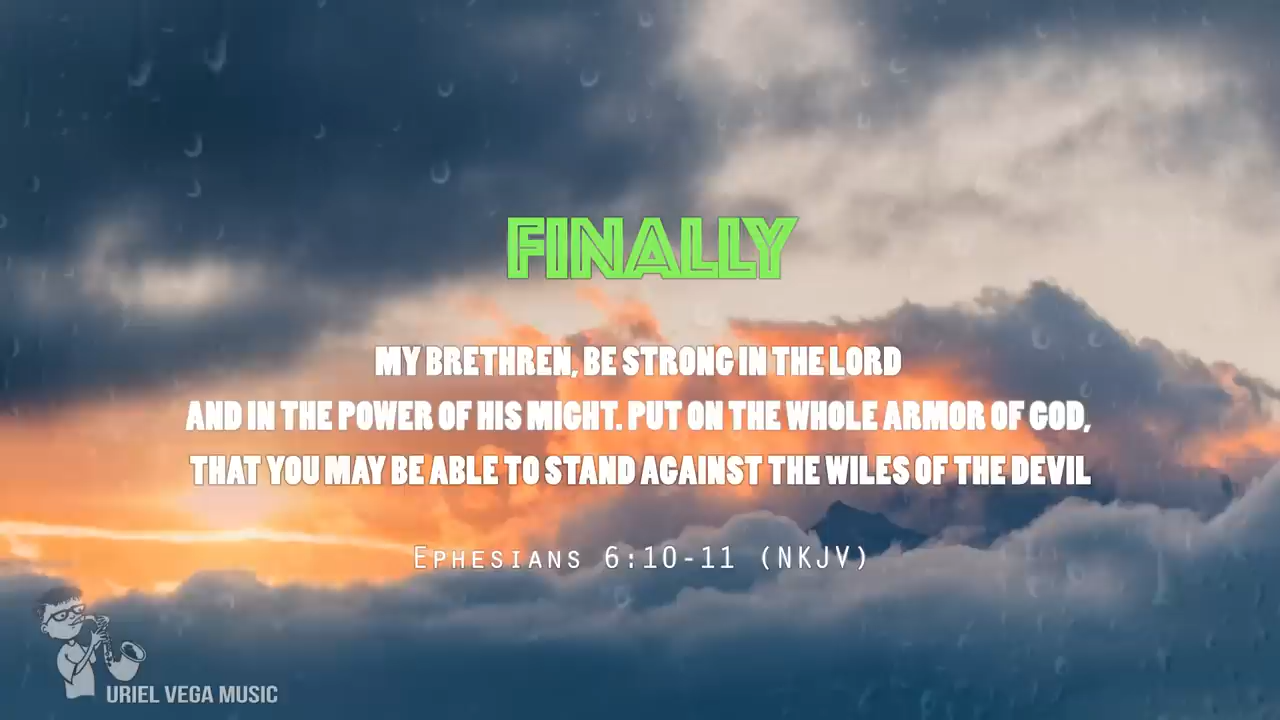 FINALLY
MY BRETHREN, BE STRONG IN THE LORD
AND IN THE POWER OF HIS MIGHT. PUT ON THE WHOLE ARMOR OF GOD,
THAT YOU MAY BE ABLE TO STAND AGAINST THE WILES OF THE DEVIL
EPHESIANS 6:10-11 (NKJV)
URIEL VEGA MUSIC